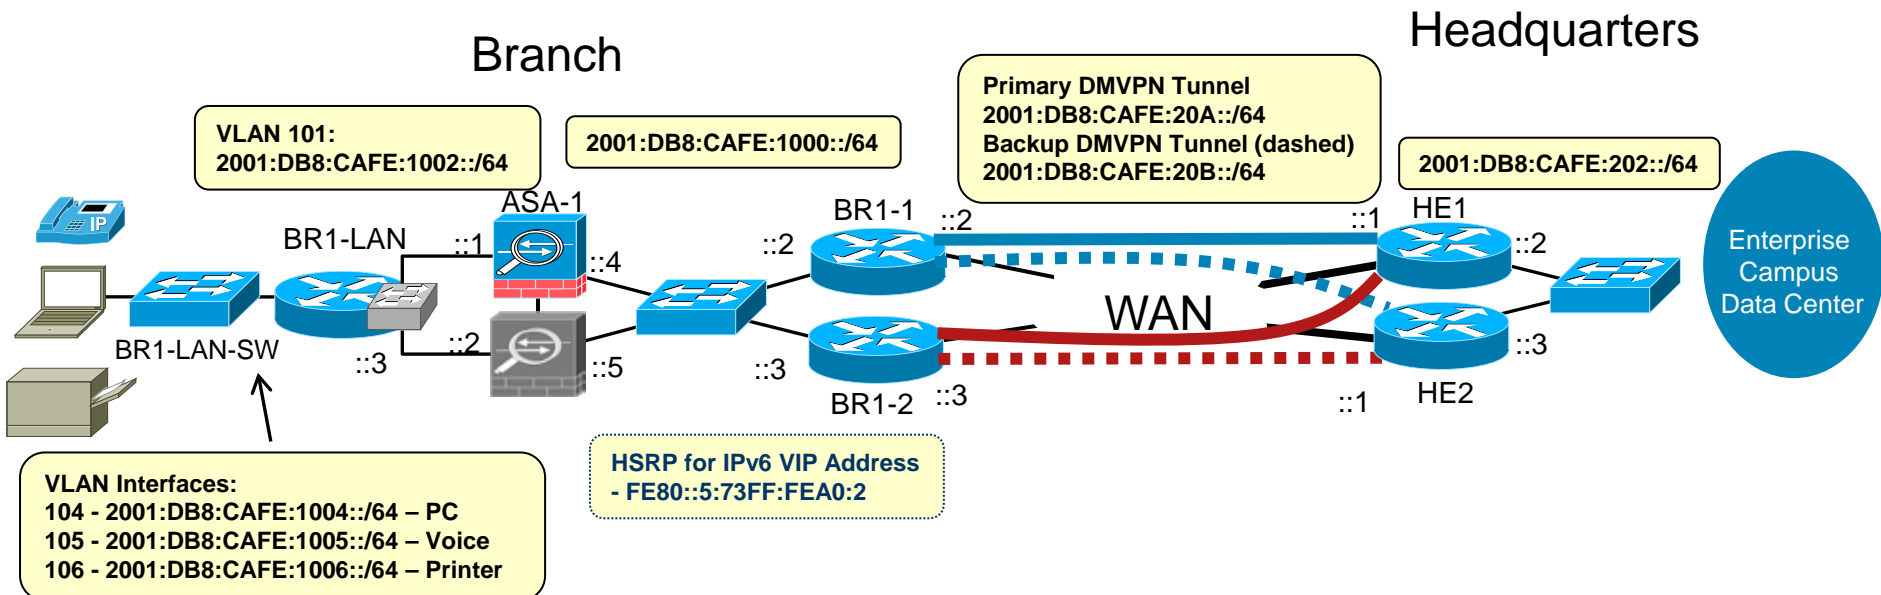 Branch
Headquarters
VLAN 101:
2001:DB8:CAFE:1002::/64
2001:DB8:CAFE:1000::/64
Primary DMVPN Tunnel
2001:DB8:CAFE:20A::/64
Backup DMVPN Tunnel (dashed)
2001:DB8:CAFE:20B::/64
2001:DB8:CAFE:202::/64
IP
BR1-LAN-SW
BR1-LAN
::3
::1
::2
ASA-1
::4
::5
::2
::3
BR1-1
::2
BR1-2
::3
WAN
::1
HE1
::2
::1
HE2
::3
Enterprise
Campus
Data Center
HSRP for IPv6 VIP Address
- FE80::5:73FF:FEA0:2
VLAN Interfaces:
104 - 2001:DB8:CAFE:1004::/64 – PC
105 - 2001:DB8:CAFE:1005::/64 – Voice
106 - 2001:DB8:CAFE:1006::/64 – Printer